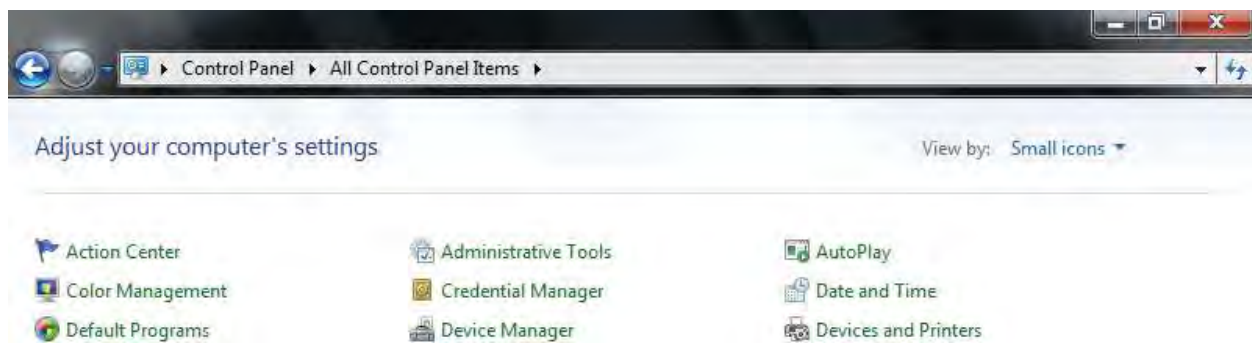 Control Panel All Control Panel Items
Adjust your computer's settings View by: Small icons
Action Center Administrative Tools AutoPlay
Color Management Credential Manager Date and Time
Default Programs Device Manager Devices and Printers